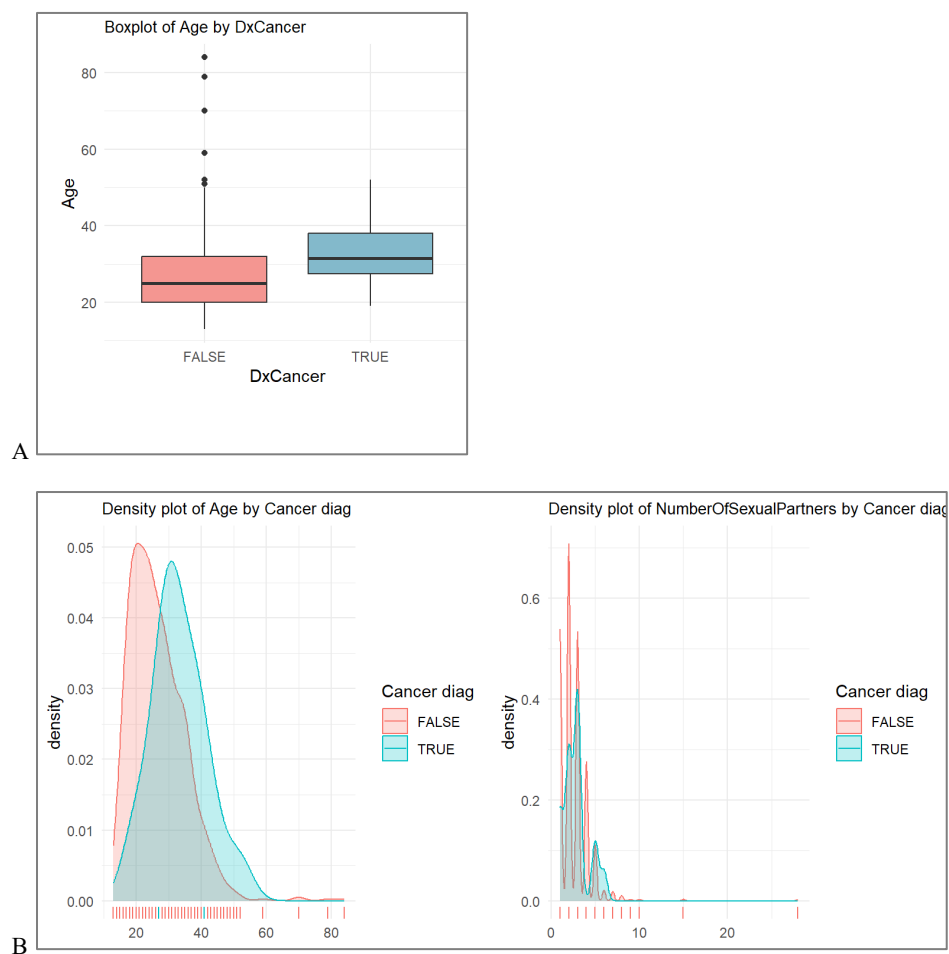 Boxplot of Age by DxCancer
80
60
40
20
Age
FALSE TRUE
DxCancer
A
Density plot of Age by Cancer diag
0.05
0.04
0.03
0.02
0.01
0.00
density
20 40 60 80
Cancer diag
FALSE
TRUE
Density plot of NumberOfSexualPartners by Cancer diag
0.6
0.4
0.2
0.0
density
0 10 20
Cancer diag
FALSE
TRUE
B